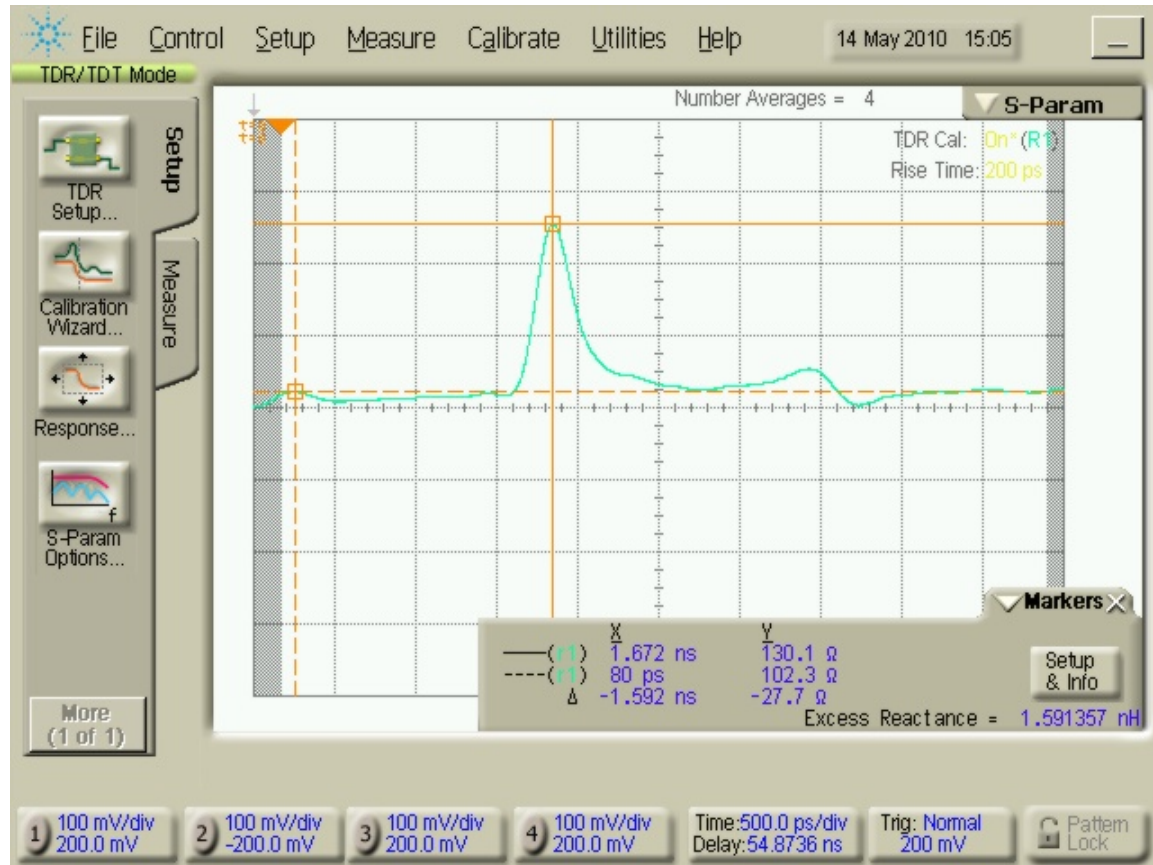 File Control Setup Measure Calibrate Utilities Help 14 May 2010 15:05
TDR/TDT Mode
Number Averages = 4
S-Param
TDR Cal: On* (R1)
Rise Time: 200 ps
Setup
Measure
TDR
Setup...
Calibration
Wizard...
Response...
f
S-Param
Options...
More
(1 of 1)
Markers
X Y
(r1) 1.672 ns 130.1 Ω
(r1) 80 ps 102.3 Ω
Δ -1.592 ns -27.7 Ω
Excess Reactance = 1.591357 nH
Setup
& Info
1 100 mV/div
200.0 mV
2 100 mV/div
-200.0 mV
3 100 mV/div
200.0 mV
4 100 mV/div
200.0 mV
Time:500.0 ps/div
Delay:54.8736 ns
Trig: Normal
200 mV
Pattern
Lock